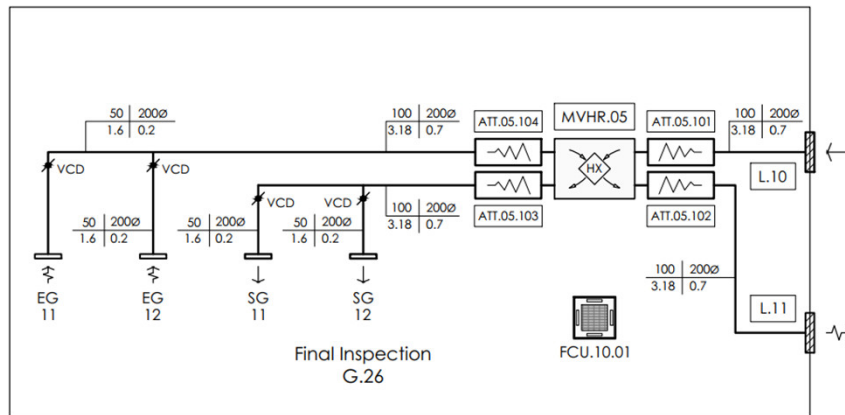 50 200Ø
1.6 0.2
100 200Ø
3.18 0.7
ATT.05.104
MVHR.05
ATT.05.101
100 200Ø
3.18 0.7
VCD
VCD
HX
L.10
VCD
VCD
50 200Ø
1.6 0.2
50 200Ø
1.6 0.2
50 200Ø
1.6 0.2
100 200Ø
3.18 0.7
ATT.05.103
ATT.05.102
EG
11
EG
12
SG
11
SG
12
100 200Ø
3.18 0.7
L.11
FCU.10.01
Final Inspection
G.26